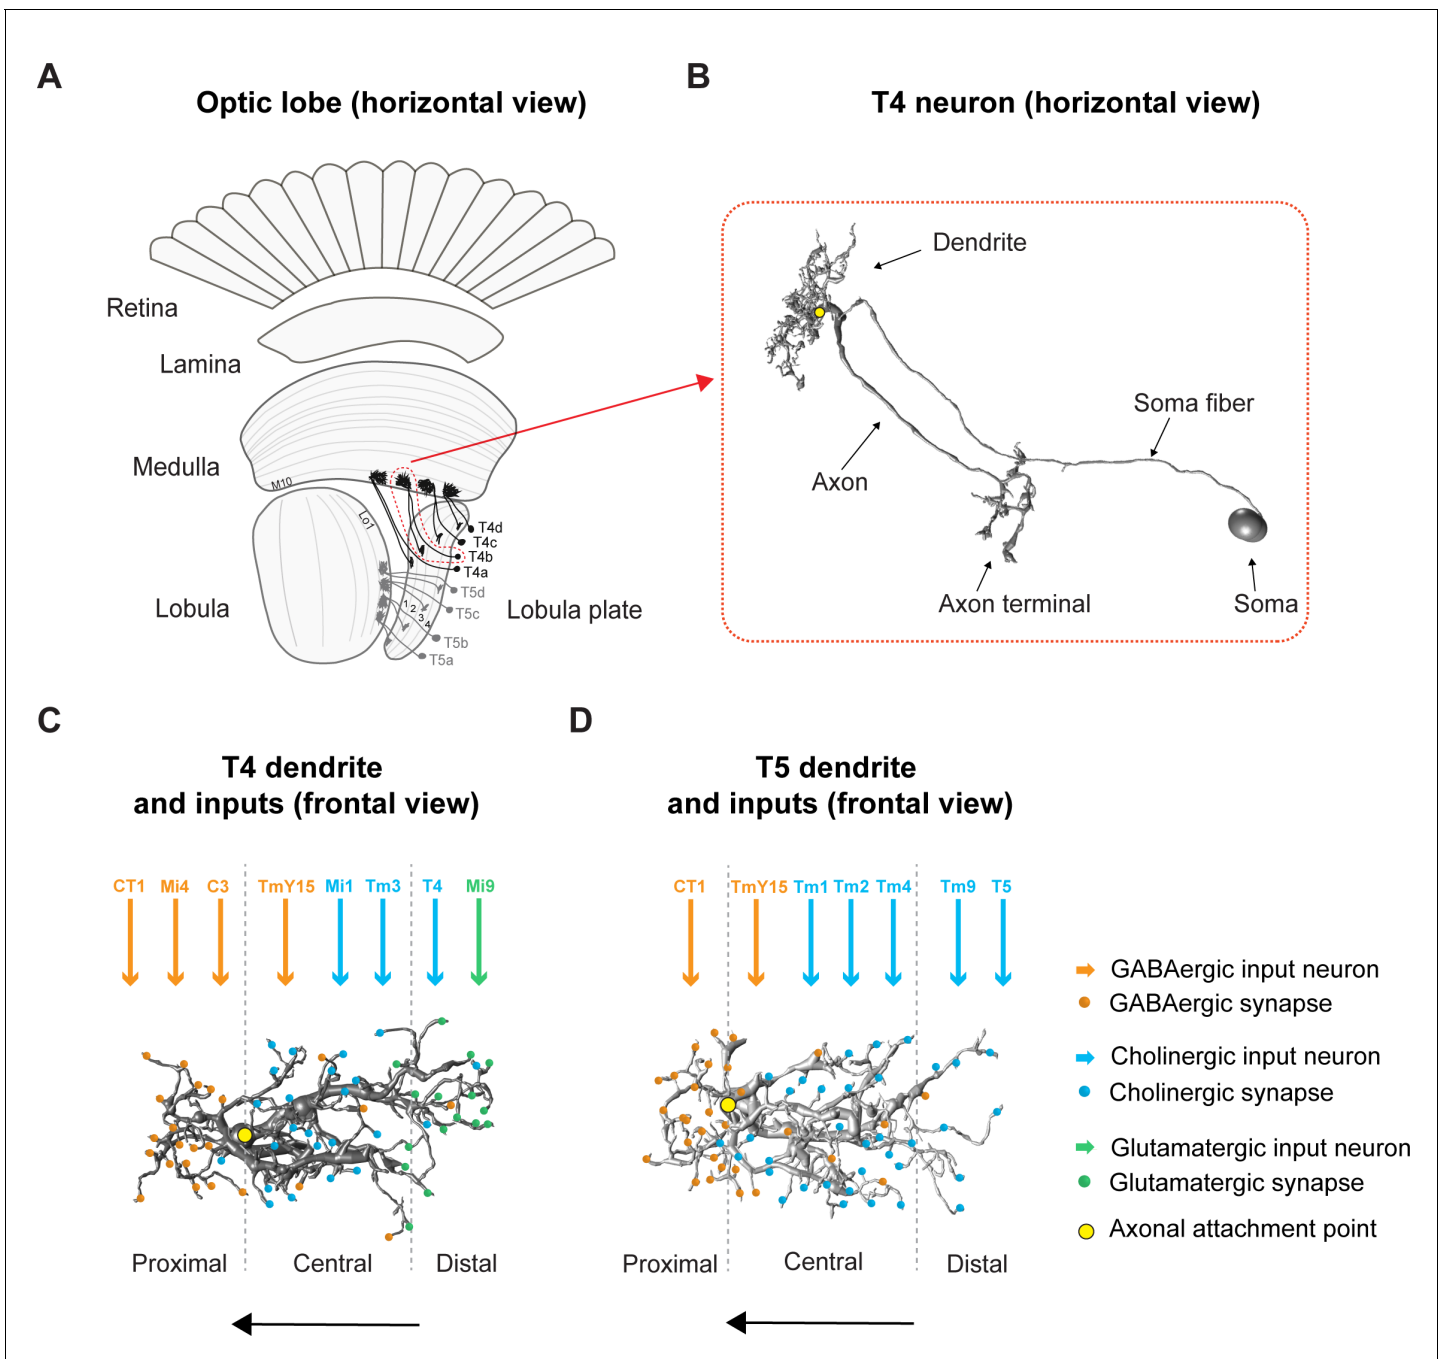 A
Optic lobe (horizontal view)
Retina
Lamina
Medulla
M10
Lo1
T4d
T4c
T4b
T4a
T5d
T5c
T5b
T5a
1
2
3
4
Lobula
Lobula plate
B
T4 neuron (horizontal view)
Dendrite
Soma fiber
Axon
Axon terminal
Soma
C
T4 dendrite
and inputs (frontal view)
CT1 Mi4 C3 TmY15 Mi1 Tm3 T4 Mi9
Proximal Central Distal
D
T5 dendrite
and inputs (frontal view)
CT1 TmY15 Tm1 Tm2 Tm4 Tm9 T5
Proximal Central Distal
GABAergic input neuron
GABAergic synapse
Cholinergic input neuron
Cholinergic synapse
Glutamatergic input neuron
Glutamatergic synapse
Axonal attachment point